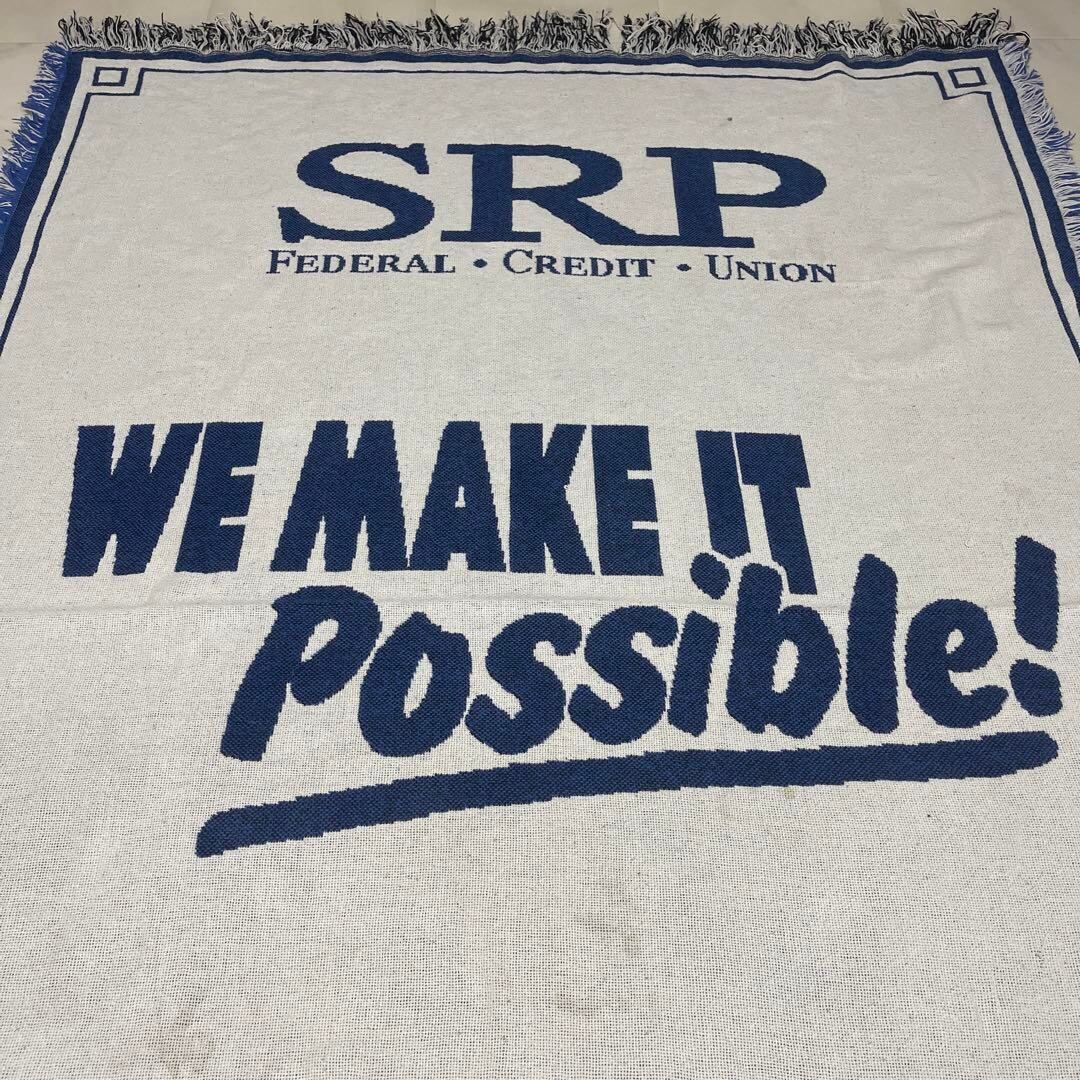 SRP
FEDERAL • CREDIT • UNION
WE MAKE IT
Possible!